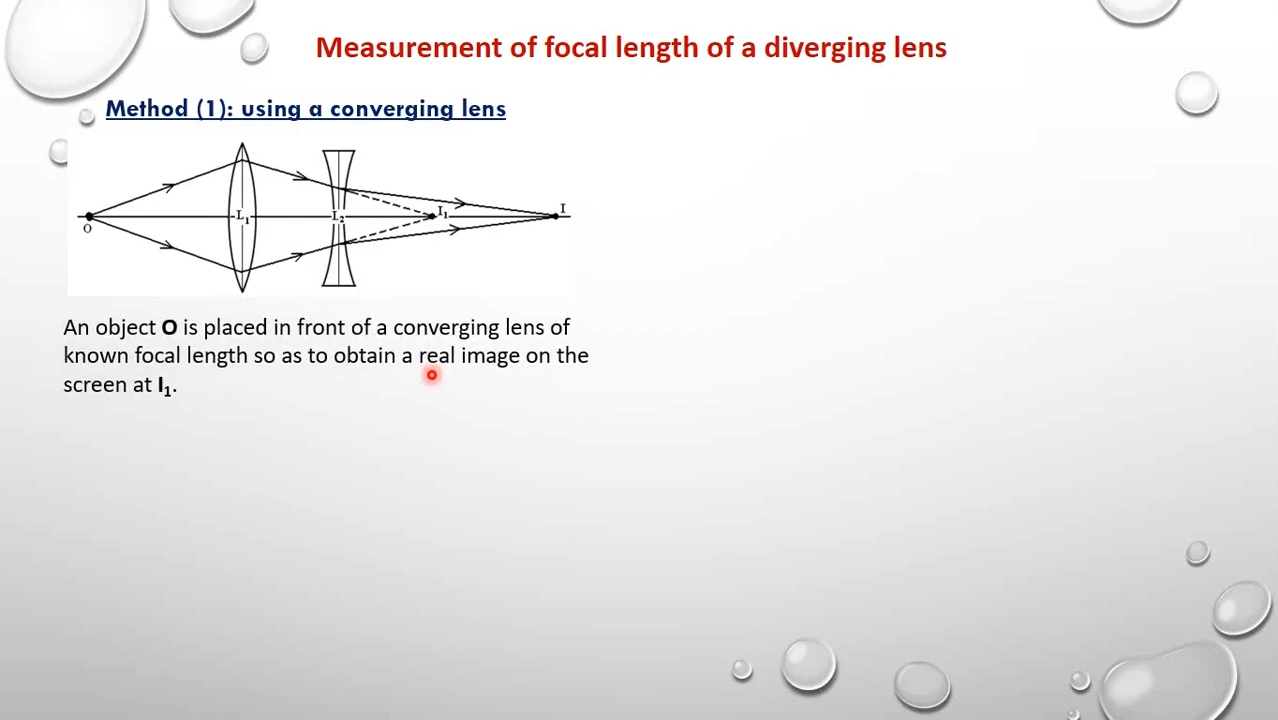 Measurement of focal length of a diverging lens
Method (1): using a converging lens
O
L₁
L₂
I₁
I
An object O is placed in front of a converging lens of
known focal length so as to obtain a real image on the
screen at I₁.